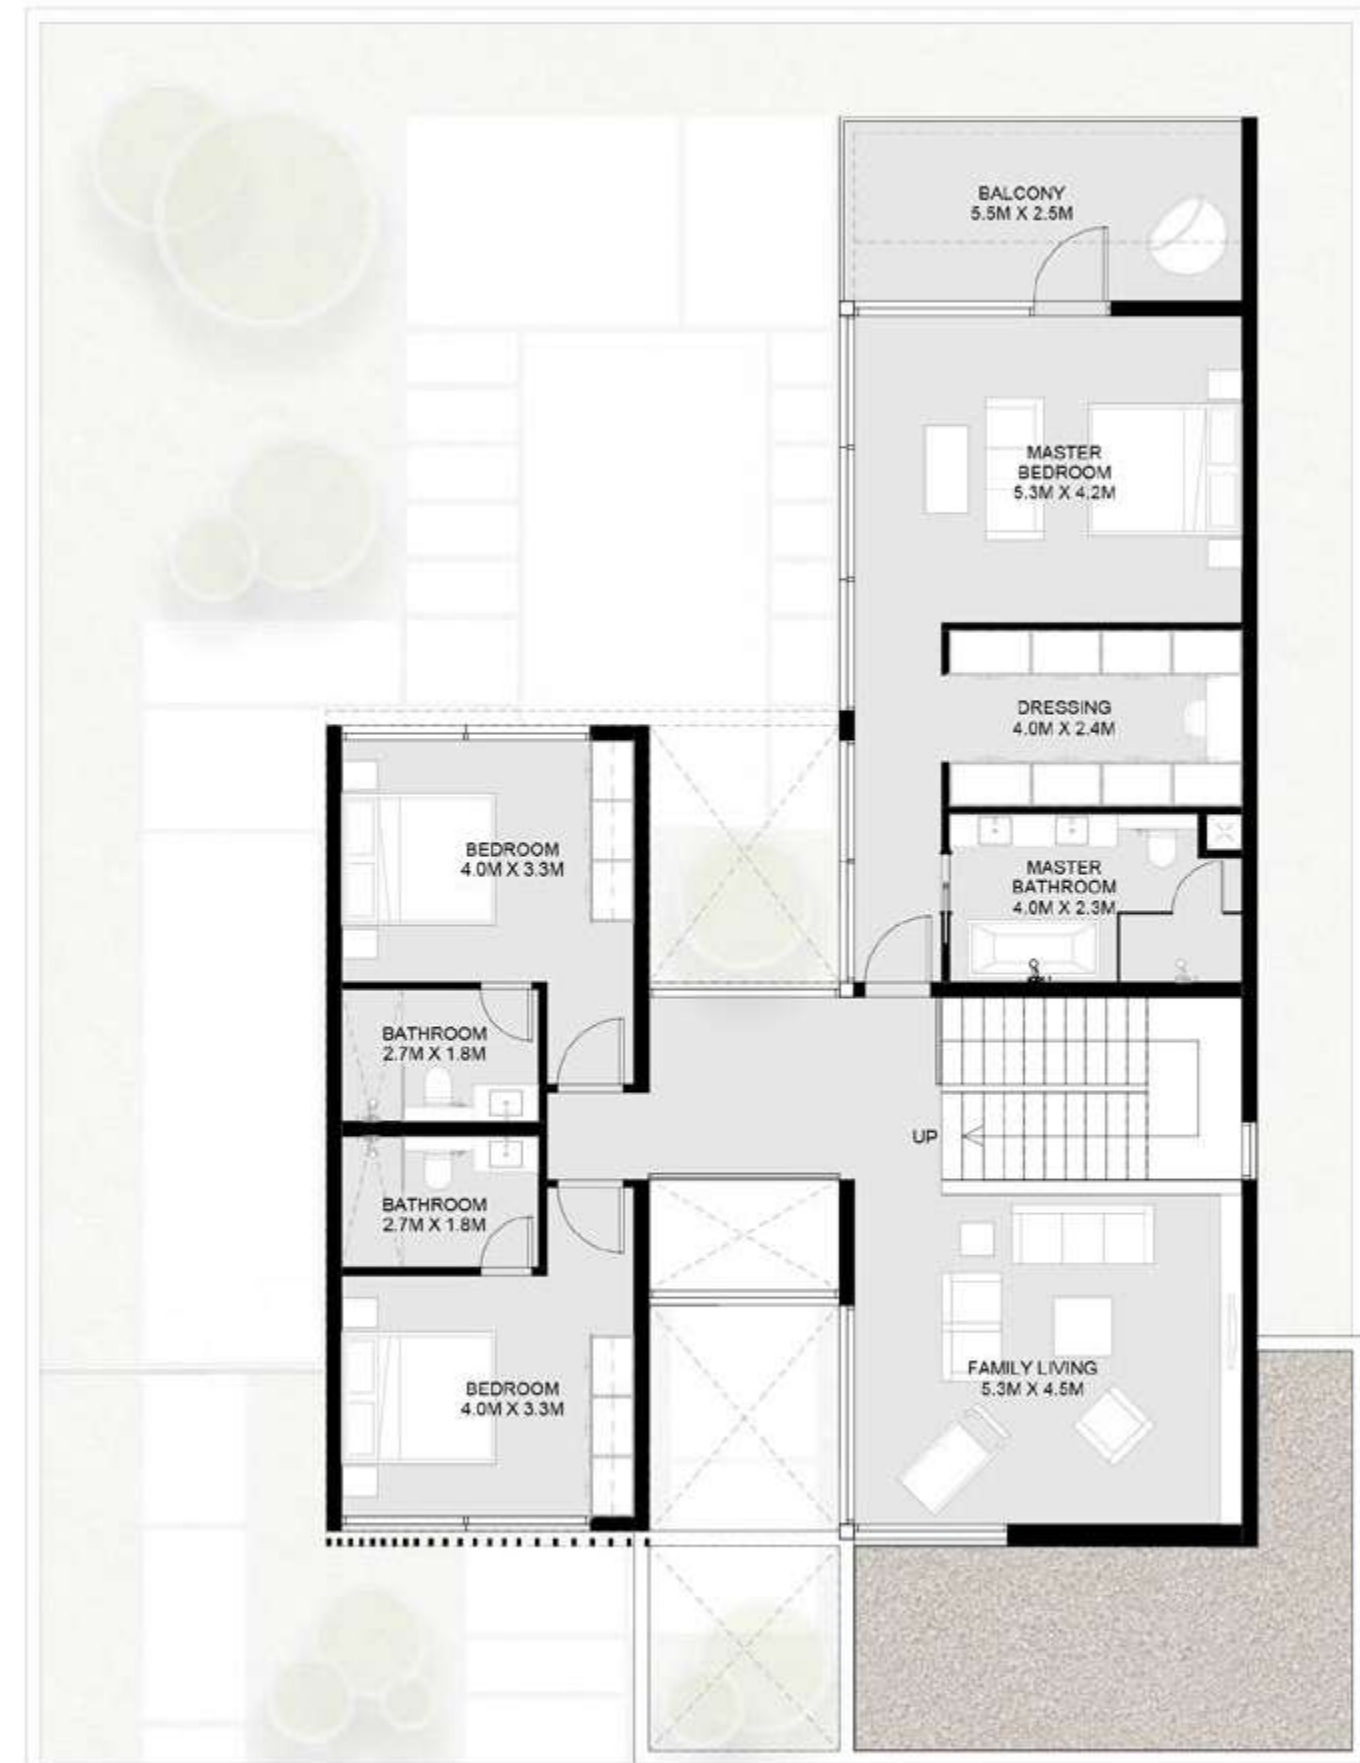 BALCONY
5.5M X 2.5M
MASTER
BEDROOM
5.3M X 4.2M
DRESSING
4.0M X 2.4M
BEDROOM
4.0M X 3.3M
MASTER
BATHROOM
4.0M X 2.3M
BATHROOM
2.7M X 1.8M
UP
BATHROOM
2.7M X 1.8M
FAMILY LIVING
5.3M X 4.5M
BEDROOM
4.0M X 3.3M